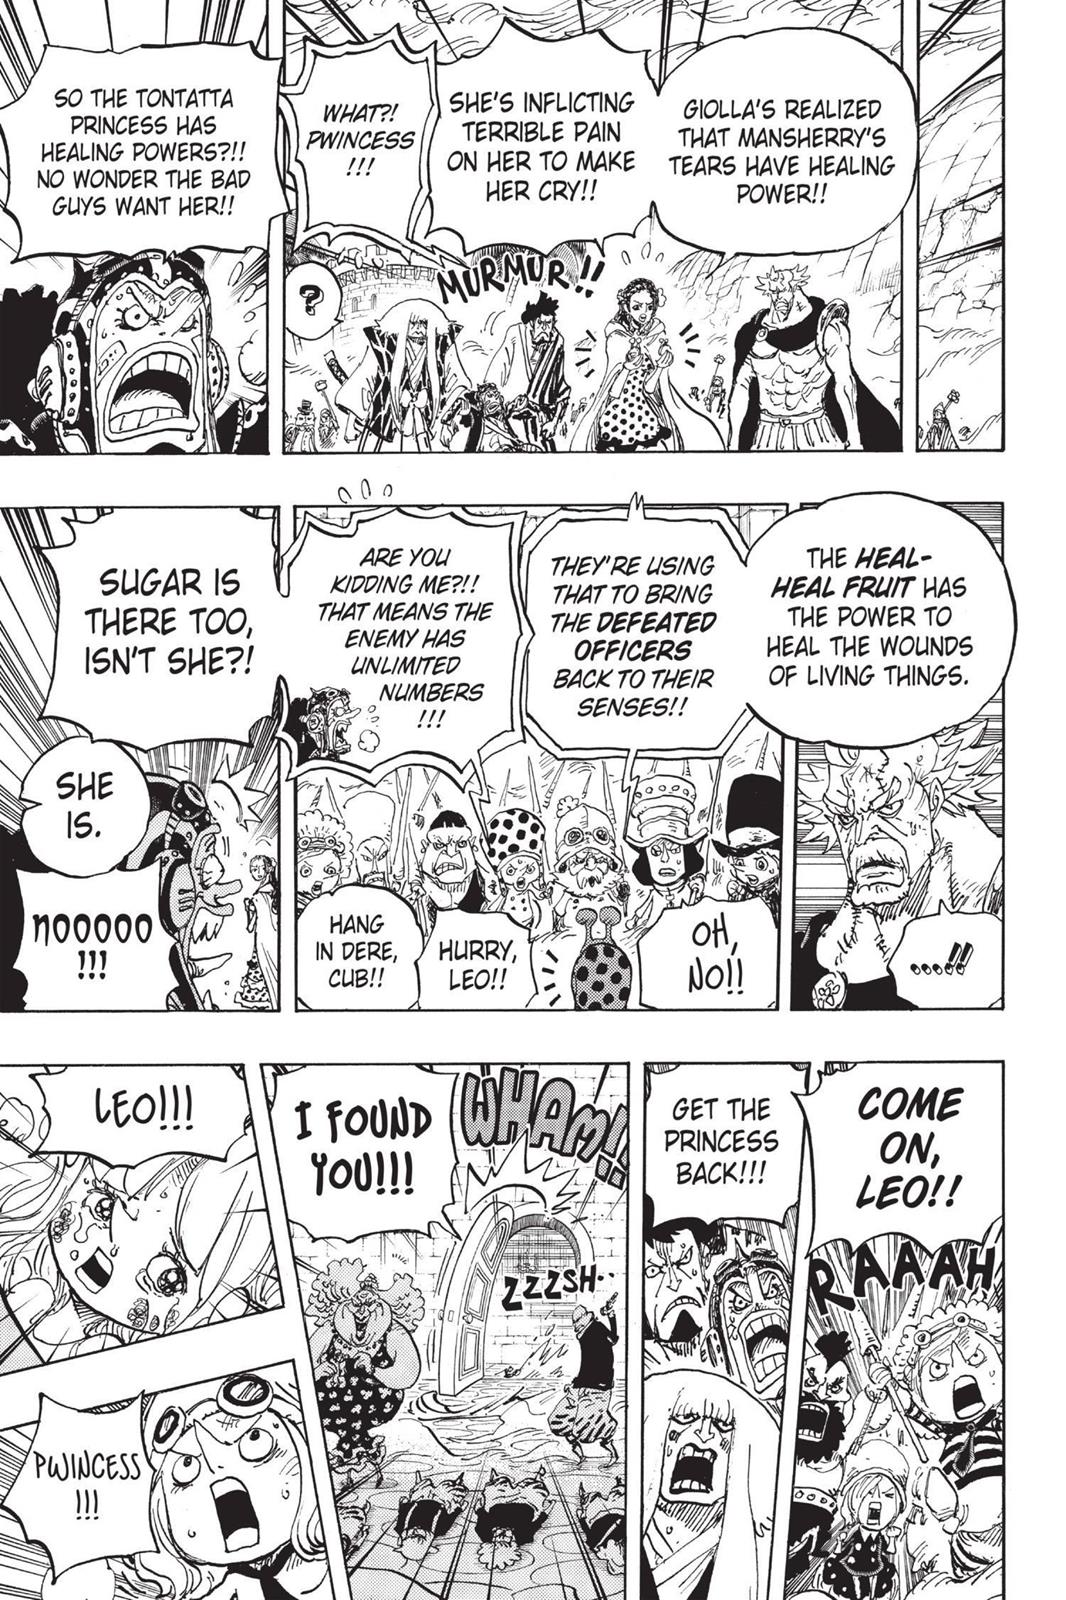 GIOLLA'S REALIZED
THAT MANSHERRY'S
TEARS HAVE HEALING
POWER!!
SHE'S INFLICTING
TERRIBLE PAIN
ON HER TO MAKE
HER CRY!!
WHAT?!
PWINCESS
!!!
?
MURMUR!!
SO THE TONTATTA
PRINCESS HAS
HEALING POWERS?!!
NO WONDER THE BAD
GUYS WANT HER!!
THE HEAL-
HEAL FRUIT HAS
THE POWER TO
HEAL THE WOUNDS
OF LIVING THINGS.
.....!!
THEY'RE USING
THAT TO BRING
THE DEFEATED
OFFICERS
BACK TO THEIR
SENSES!!
OH,
NO!!
ARE YOU
KIDDING ME?!!
THAT MEANS THE
ENEMY HAS
UNLIMITED
NUMBERS
!!!
HURRY,
LEO!!
HANG
IN DERE,
CUB!!
SUGAR IS
THERE TOO,
ISN'T SHE?!
SHE
IS.
NOOOOO
!!!
COME
ON,
LEO!!
RAAAAH
GET THE
PRINCESS
BACK!!!
WHAM!!
I FOUND
YOU!!!
ZZZSH..
LEO!!!
PWINCESS
!!!